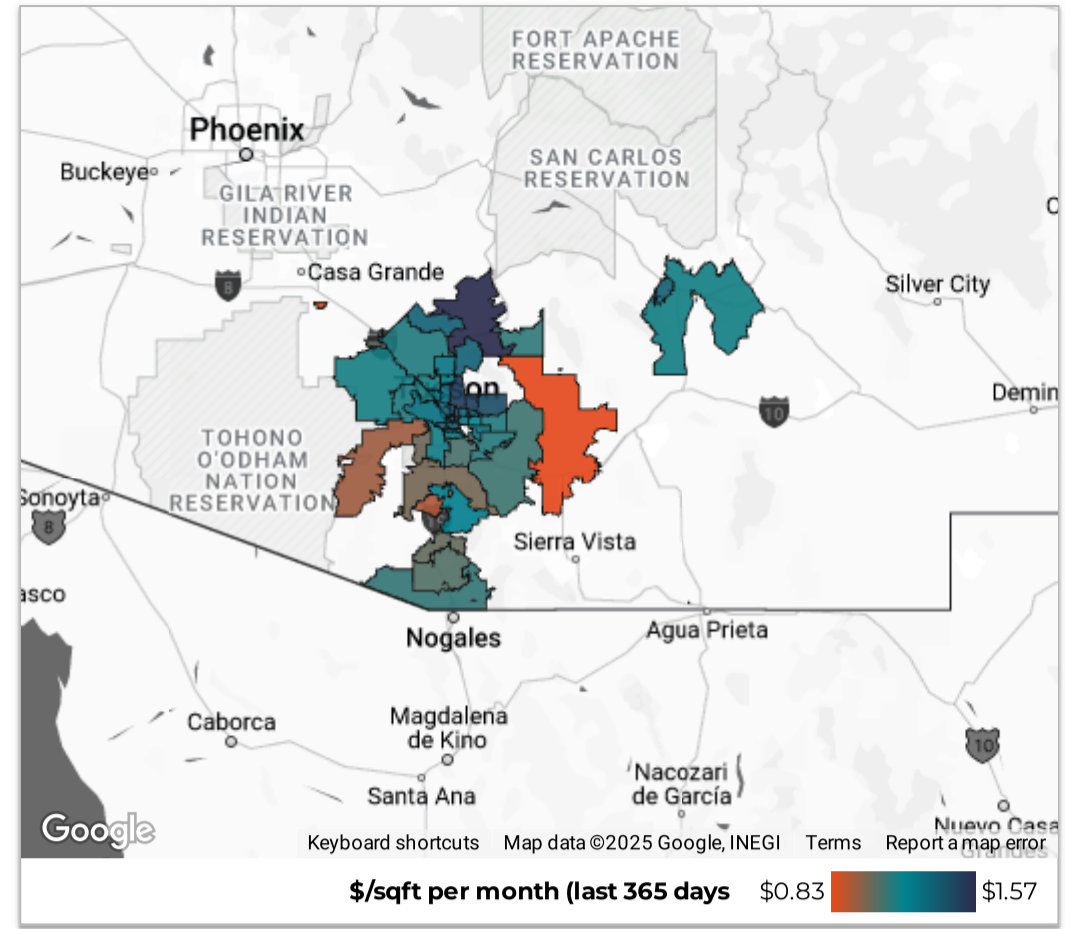 FORT APACHE
RESERVATION
Phoenix
Buckeye
SAN CARLOS
RESERVATION
GILA RIVER
INDIAN
RESERVATION
Casa Grande
8
Silver City
son
Demin
10
TOHONO
O'ODHAM
NATION
RESERVATION
Sonoyta
8
Sierra Vista
asco
Nogales
Agua Prieta
Caborca
Magdalena
de Kino
10
Nacozari
de García
Santa Ana
Nuevo Casa
Grandes
Google
Keyboard shortcuts Map data ©2025 Google, INEGI Terms Report a map error
$/sqft per month (last 365 days $0.83 $1.57